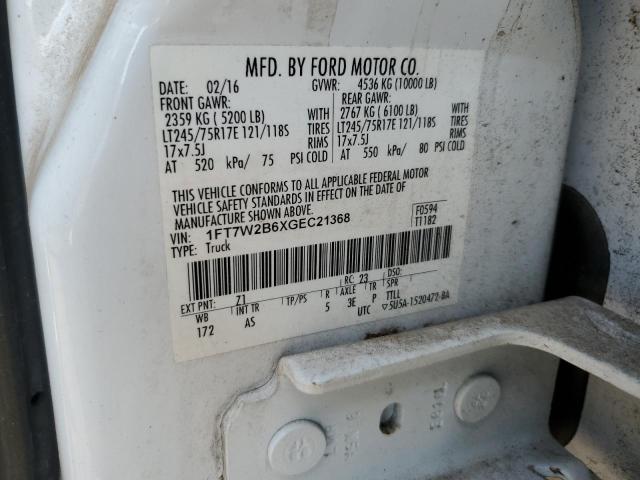 MFD. BY FORD MOTOR CO.
DATE: 02/16 GVWR: 4536 KG (10000 LB)
FRONT GAWR: REAR GAWR:
2359 KG ( 5200 LB) WITH 2767 KG ( 6100 LB) WITH
LT245/75R17E 121/118S TIRES LT245/75R17E 121/118S TIRES
17x7.5J RIMS 17x7.5J RIMS
AT 520 kPa/ 75 PSI COLD AT 550 kPa/ 80 PSI COLD
THIS VEHICLE CONFORMS TO ALL APPLICABLE FEDERAL MOTOR
VEHICLE SAFETY STANDARDS IN EFFECT ON THE DATE OF
MANUFACTURE SHOWN ABOVE.
VIN: 1FT7W2B6XGEC21368 F0594
TYPE: Truck T1182
EXT PNT: Z1 RC: 23 DSO:
WB INT TR TP/PS R AXLE TR SPR
172 AS 5 3E P TTLL
UTC ▽5U5A-1520472-BA